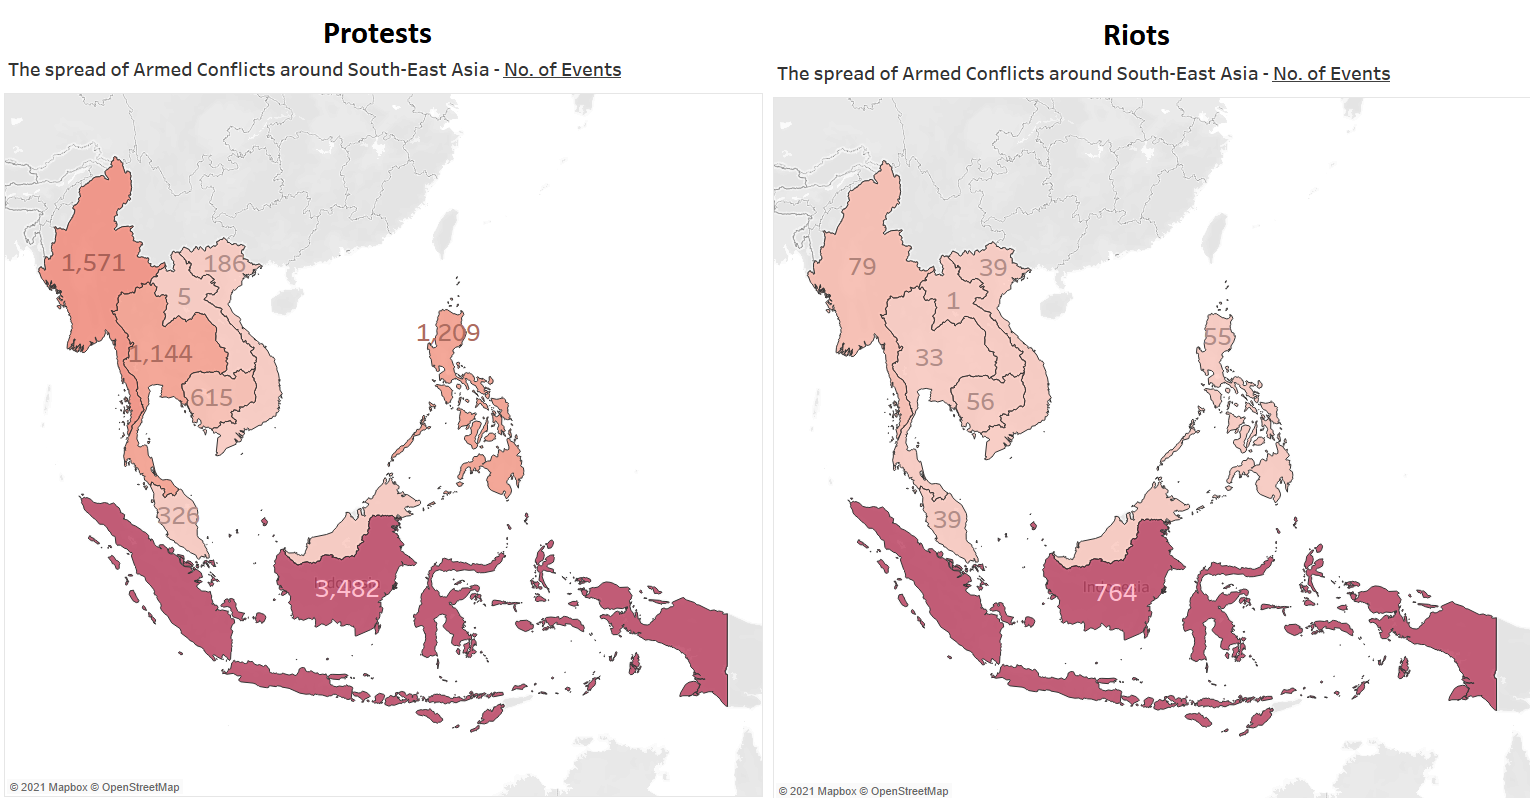 Protests
The spread of Armed Conflicts around South-East Asia - No. of Events
1,571
186
5
1,209
1,144
615
326
3,482
© 2021 Mapbox © OpenStreetMap
Riots
The spread of Armed Conflicts around South-East Asia - No. of Events
79
39
1
55
33
56
39
764
© 2021 Mapbox © OpenStreetMap